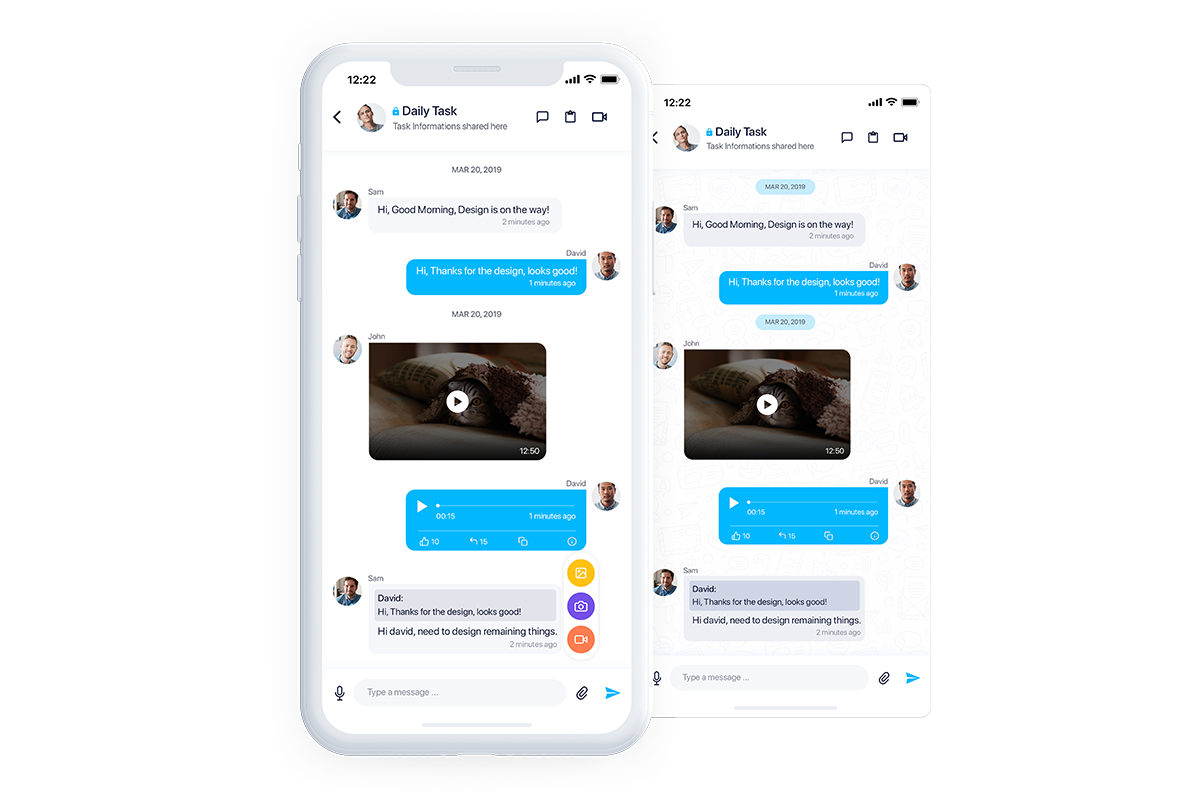 12:22
Daily Task
Task Informations shared here
MAR 20, 2019
Sam
Hi, Good Morning, Design is on the way!
2 minutes ago
David
Hi, Thanks for the design, looks good!
1 minutes ago
MAR 20, 2019
John
12:50
David
00:15
1 minutes ago
10
15
Sam
David:
Hi, Thanks for the design, looks good!
Hi david, need to design remaining things.
2 minutes ago
Type a message ...
12:22
Daily Task
Task Informations shared here
MAR 20, 2019
Sam
Hi, Good Morning, Design is on the way!
2 minutes ago
David
Hi, Thanks for the design, looks good!
1 minutes ago
MAR 20, 2019
John
12:50
David
00:15
1 minutes ago
10
15
Sam
David:
Hi, Thanks for the design, looks good!
Hi david, need to design remaining things.
2 minutes ago
Type a message ...